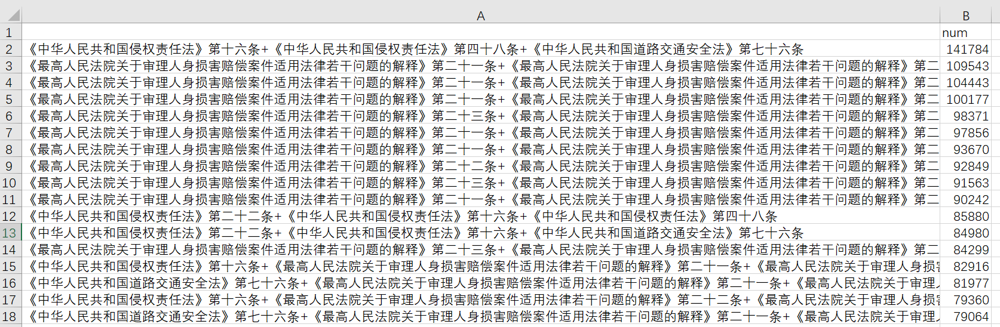 A B
1 num
2 《中华人民共和国侵权责任法》第十六条+《中华人民共和国侵权责任法》第四十八条+《中华人民共和国道路交通安全法》第七十六条 141784
3 《最高人民法院关于审理人身损害赔偿案件适用法律若干问题的解释》第二十一条+《最高人民法院关于审理人身损害赔偿案件适用法律若干问题的解释》第二 109543
4 《最高人民法院关于审理人身损害赔偿案件适用法律若干问题的解释》第二十一条+《最高人民法院关于审理人身损害赔偿案件适用法律若干问题的解释》第二 104443
5 《最高人民法院关于审理人身损害赔偿案件适用法律若干问题的解释》第二十一条+《最高人民法院关于审理人身损害赔偿案件适用法律若干问题的解释》第二 100177
6 《最高人民法院关于审理人身损害赔偿案件适用法律若干问题的解释》第二十三条+《最高人民法院关于审理人身损害赔偿案件适用法律若干问题的解释》第二 98371
7 《最高人民法院关于审理人身损害赔偿案件适用法律若干问题的解释》第二十一条+《最高人民法院关于审理人身损害赔偿案件适用法律若干问题的解释》第二 97856
8 《最高人民法院关于审理人身损害赔偿案件适用法律若干问题的解释》第二十一条+《最高人民法院关于审理人身损害赔偿案件适用法律若干问题的解释》第二 93670
9 《最高人民法院关于审理人身损害赔偿案件适用法律若干问题的解释》第二十二条+《最高人民法院关于审理人身损害赔偿案件适用法律若干问题的解释》第二 92849
10 《最高人民法院关于审理人身损害赔偿案件适用法律若干问题的解释》第二十三条+《最高人民法院关于审理人身损害赔偿案件适用法律若干问题的解释》第二 91563
11 《最高人民法院关于审理人身损害赔偿案件适用法律若干问题的解释》第二十一条+《最高人民法院关于审理人身损害赔偿案件适用法律若干问题的解释》第二 90242
12 《中华人民共和国侵权责任法》第二十二条+《中华人民共和国侵权责任法》第十六条+《中华人民共和国侵权责任法》第四十八条 85880
13 《中华人民共和国侵权责任法》第二十二条+《中华人民共和国侵权责任法》第十六条+《中华人民共和国道路交通安全法》第七十六条 84980
14 《最高人民法院关于审理人身损害赔偿案件适用法律若干问题的解释》第二十三条+《最高人民法院关于审理人身损害赔偿案件适用法律若干问题的解释》第二 84299
15 《中华人民共和国侵权责任法》第十六条+《最高人民法院关于审理人身损害赔偿案件适用法律若干问题的解释》第二十一条+《最高人民法院关于审理人身损 82916
16 《中华人民共和国道路交通安全法》第七十六条+《最高人民法院关于审理人身损害赔偿案件适用法律若干问题的解释》第二十一条+《最高人民法院关于审理 81977
17 《中华人民共和国侵权责任法》第十六条+《最高人民法院关于审理人身损害赔偿案件适用法律若干问题的解释》第二十二条+《最高人民法院关于审理人身损 79360
18 《中华人民共和国道路交通安全法》第七十六条+《最高人民法院关于审理人身损害赔偿案件适用法律若干问题的解释》第二十一条+《最高人民法院关于审理 79064